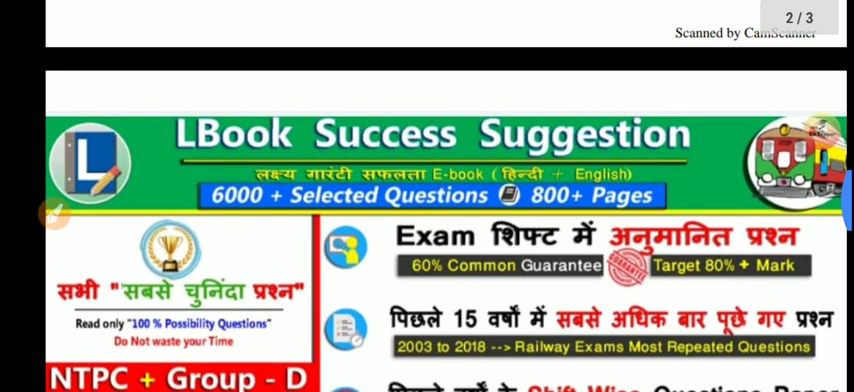 2 / 3
Scanned by CamScanner
LBook Success Suggestion
लक्ष्य गारंटी सफलता E-book ( हिन्दी + English)
6000 + Selected Questions 800+ Pages
L
सभी "सबसे चुनिंदा प्रश्न"
Read only "100 % Possibility Questions"
Do Not waste your Time
NTPC + Group - D
Exam शिफ्ट में अनुमानित प्रश्न
60% Common Guarantee GUARANTEE Target 80% + Mark
पिछले 15 वर्षो में सबसे अधिक बार पूछे गए प्रश्न
2003 to 2018 --> Railway Exams Most Repeated Questions